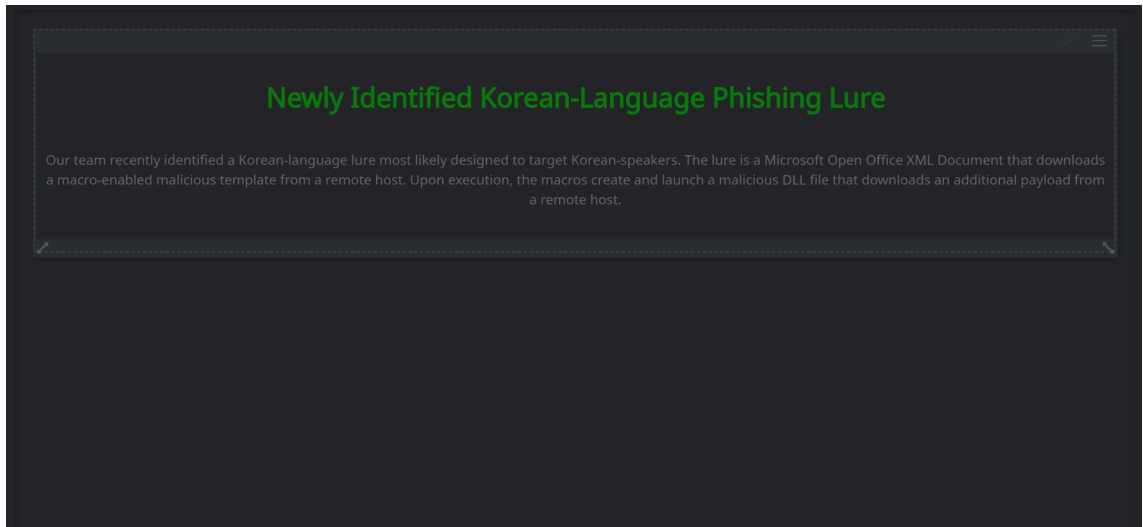 Newly Identified Korean-Language Phishing Lure
Our team recently identified a Korean-language lure most likely designed to target Korean-speakers. The lure is a Microsoft Open Office XML Document that downloads
a macro-enabled malicious template from a remote host. Upon execution, the macros create and launch a malicious DLL file that downloads an additional payload from
a remote host.